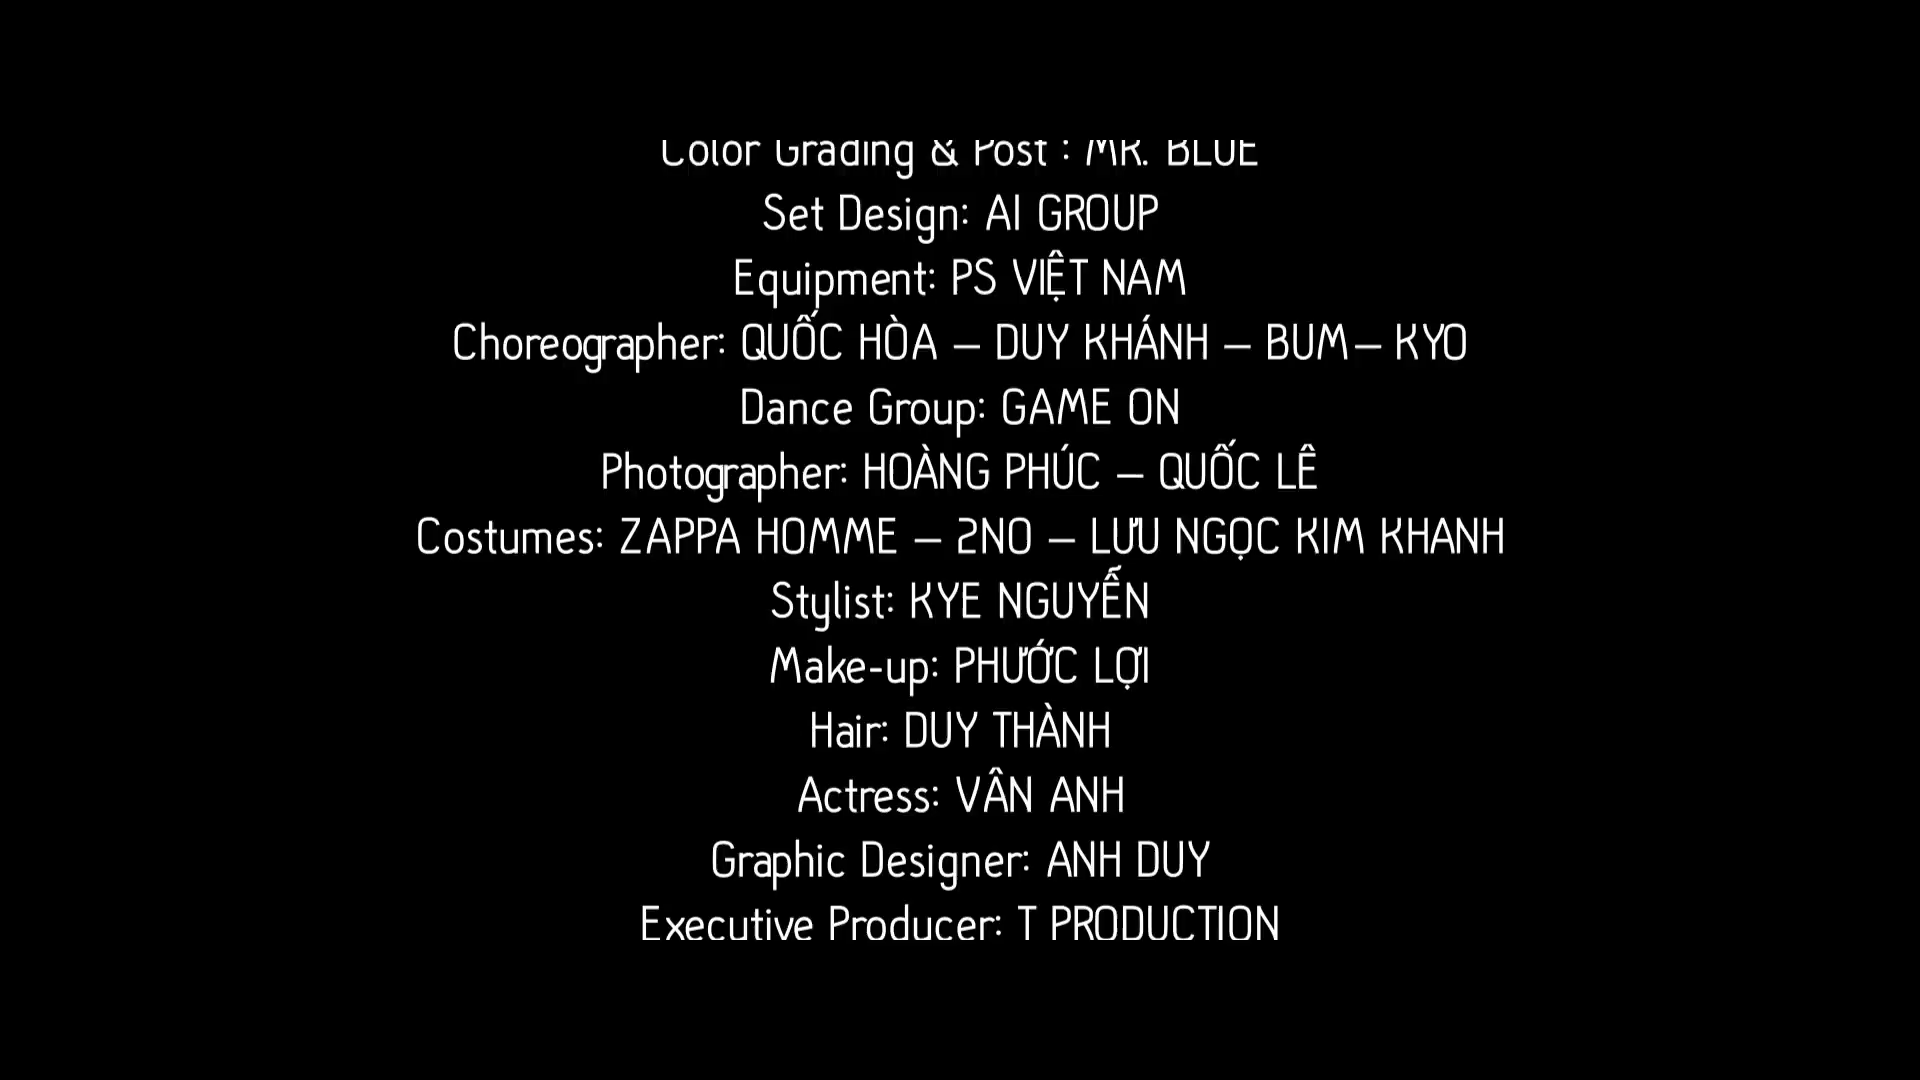 Color Grading & Post : MR. BLUE
Set Design: AI GROUP
Equipment: PS VIỆT NAM
Choreographer: QUỐC HÒA – DUY KHÁNH – BUM– KYO
Dance Group: GAME ON
Photographer: HOÀNG PHÚC – QUỐC LÊ
Costumes: ZAPPA HOMME – 2NO – LƯU NGỌC KIM KHANH
Stylist: KYE NGUYỄN
Make-up: PHƯỚC LỢI
Hair: DUY THÀNH
Actress: VÂN ANH
Graphic Designer: ANH DUY
Executive Producer: T PRODUCTION